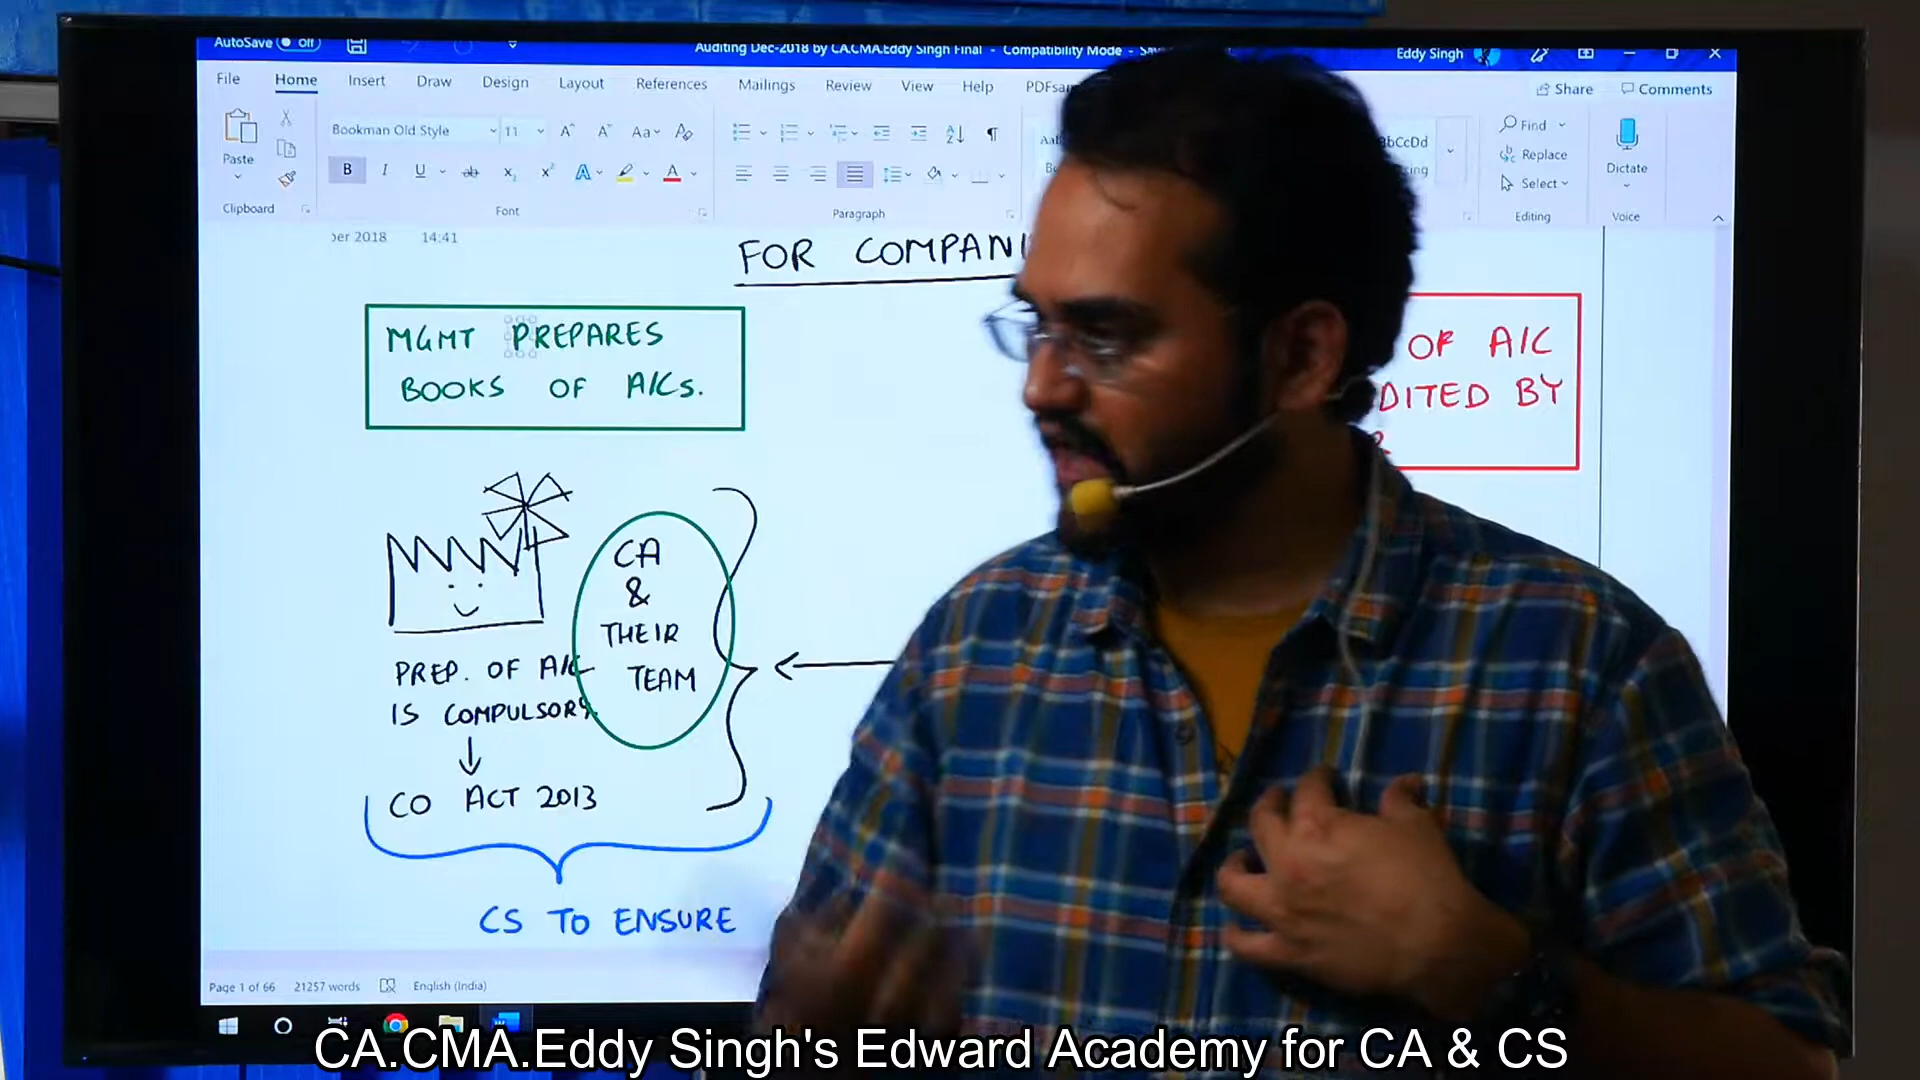 AutoSave Off
Auditing Dec-2018 by CA.CMA.Eddy Singh Final - Compatibility Mode -
Eddy Singh
File Home Insert Draw Design Layout References Mailings Review View Help
Share Comments
Bookman Old Style 11
Aa
Find
Replace
Select
Paste
Dictate
Clipboard Font Paragraph Editing Voice
2018 14:41
FOR
MGMT PREPARES
BOOKS OF A/Cs.
OF A/C
BY
CA
&
THEIR
TEAM
PREP. OF A/C
IS COMPULSORY
CO ACT 2013
CS TO ENSURE
Page 1 of 66 21257 words English (India)
CA.CMA.Eddy Singh's Edward Academy for CA & CS